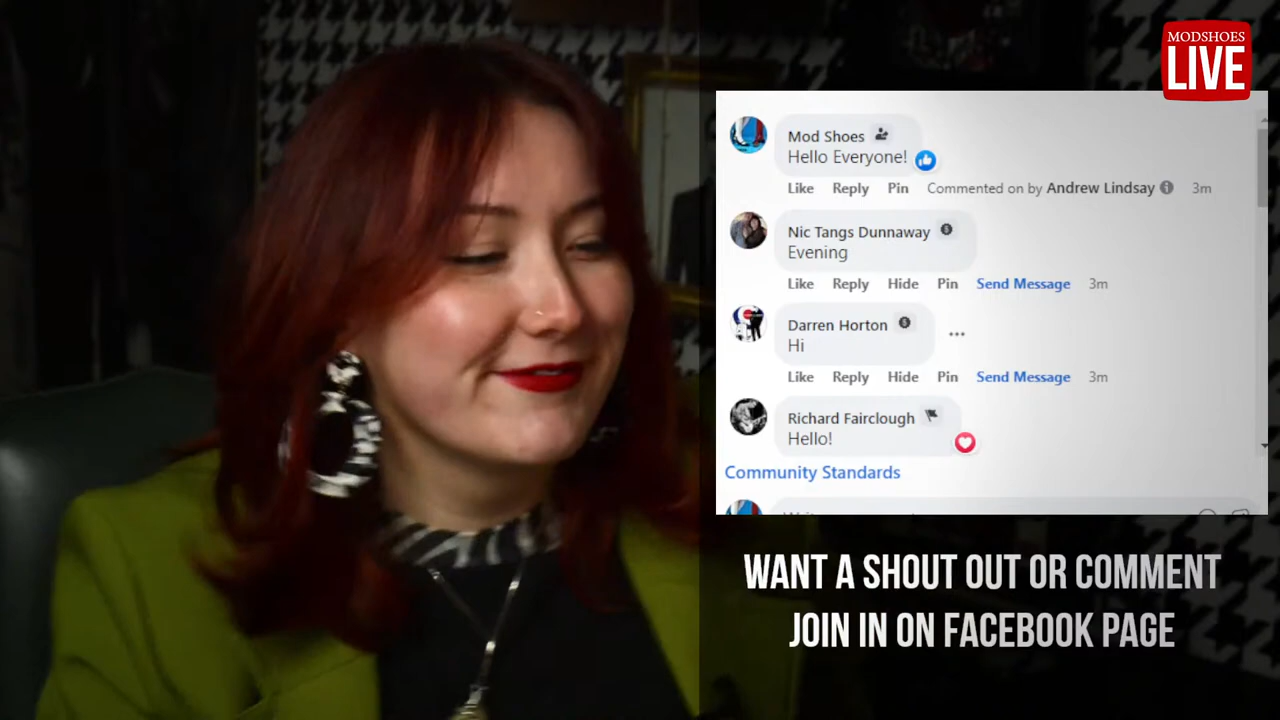 MODSHOES
LIVE
Mod Shoes
Hello Everyone!
Like Reply Pin Commented on by Andrew Lindsay 3m
Nic Tangs Dunnaway
Evening
Like Reply Hide Pin Send Message 3m
Darren Horton
Hi
Like Reply Hide Pin Send Message 3m
Richard Fairclough
Hello!
Community Standards
WANT A SHOUT OUT OR COMMENT
JOIN IN ON FACEBOOK PAGE